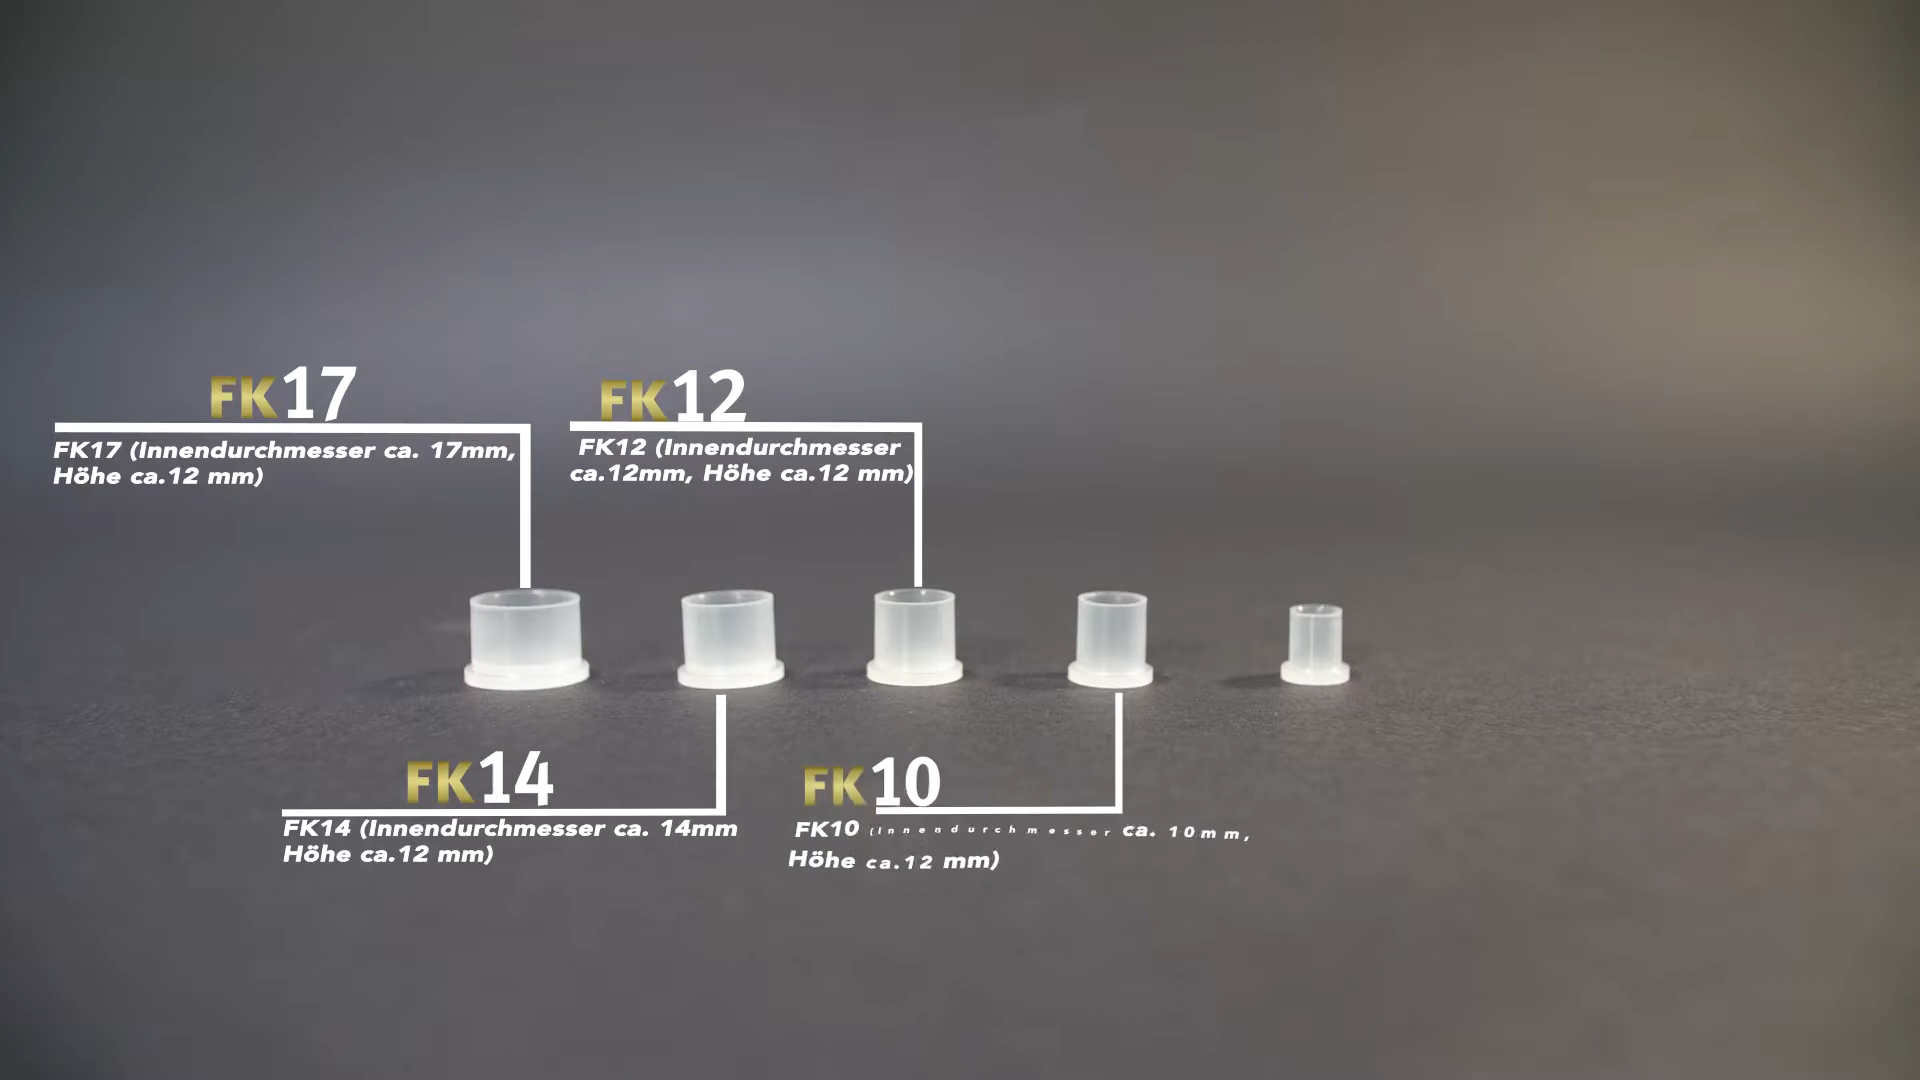 FK17
FK17 (Innendurchmesser ca. 17mm,
Höhe ca.12 mm)
FK12
FK12 (Innendurchmesser
ca.12mm, Höhe ca.12 mm)
FK14
FK14 (Innendurchmesser ca. 14mm
Höhe ca.12 mm)
FK10
FK10 (Innendurchmesser ca. 10mm,
Höhe ca.12 mm)